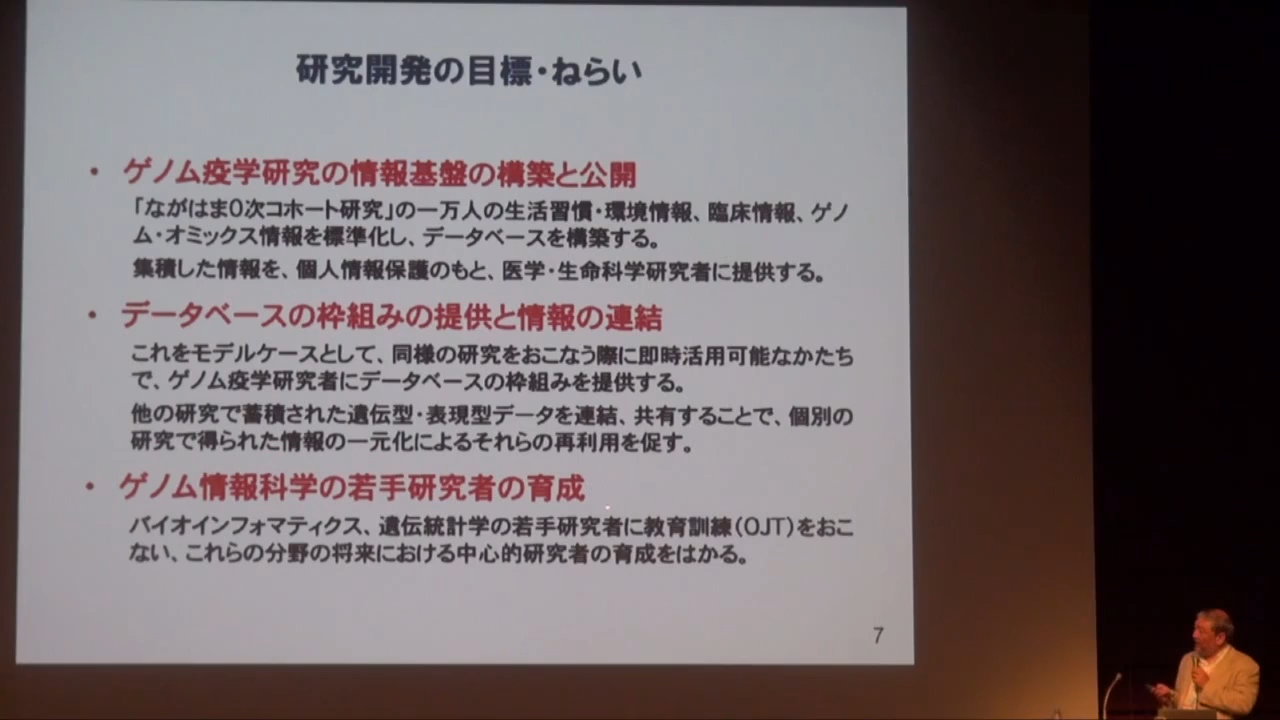 研究開発の目標・ねらい
• ゲノム疫学研究の情報基盤の構築と公開
「ながはま0次コホート研究」の一万人の生活習慣・環境情報、臨床情報、ゲノ
ム・オミックス情報を標準化し、データベースを構築する。
集積した情報を、個人情報保護のもと、医学・生命科学研究者に提供する。
• データベースの枠組みの提供と情報の連結
これをモデルケースとして、同様の研究をおこなう際に即時活用可能なかたち
で、ゲノム疫学研究者にデータベースの枠組みを提供する。
他の研究で蓄積された遺伝型・表現型データを連結、共有することで、個別の
研究で得られた情報の一元化によるそれらの再利用を促す。
• ゲノム情報科学の若手研究者の育成
バイオインフォマティクス、遺伝統計学の若手研究者に教育訓練(OJT)をおこ
ない、これらの分野の将来における中心的研究者の育成をはかる。
7